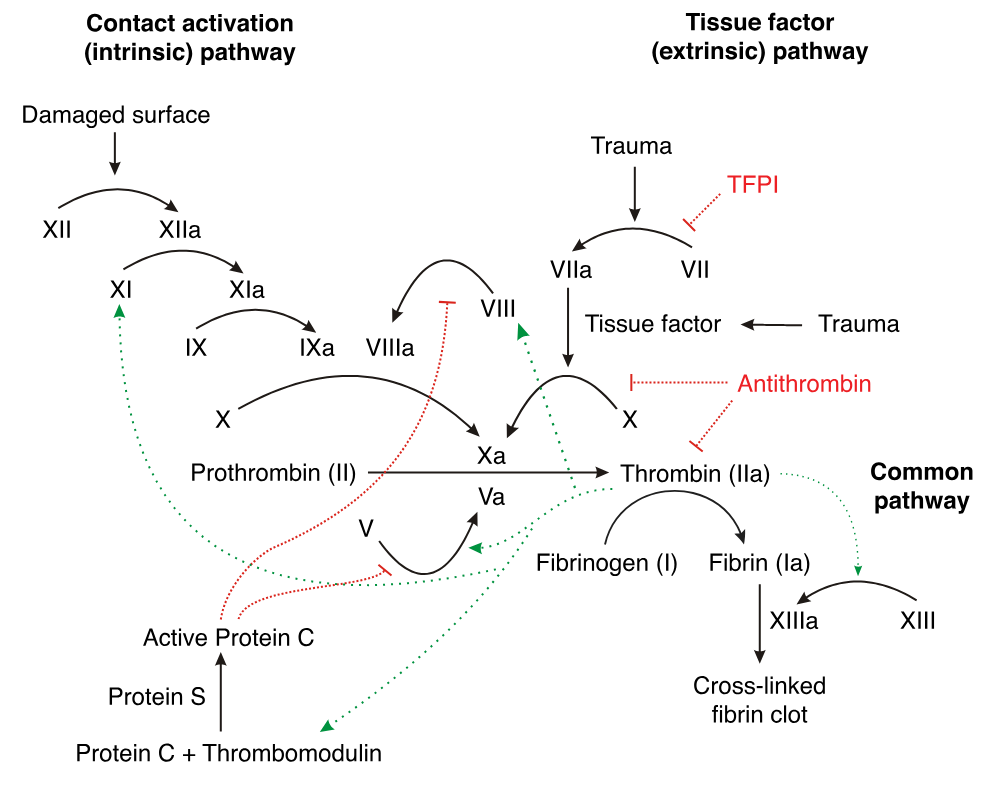 Contact activation
(intrinsic) pathway
Tissue factor
(extrinsic) pathway
Damaged surface
Trauma
TFPI
XII
XIIa
VIIa
VII
XI
XIa
VIII
Tissue factor
Trauma
IX
IXa
VIIIa
Antithrombin
X
X
Xa
Prothrombin (II)
Thrombin (IIa)
Common
pathway
Va
V
Fibrinogen (I)
Fibrin (Ia)
XIIIa
XIII
Active Protein C
Protein S
Cross-linked
fibrin clot
Protein C + Thrombomodulin